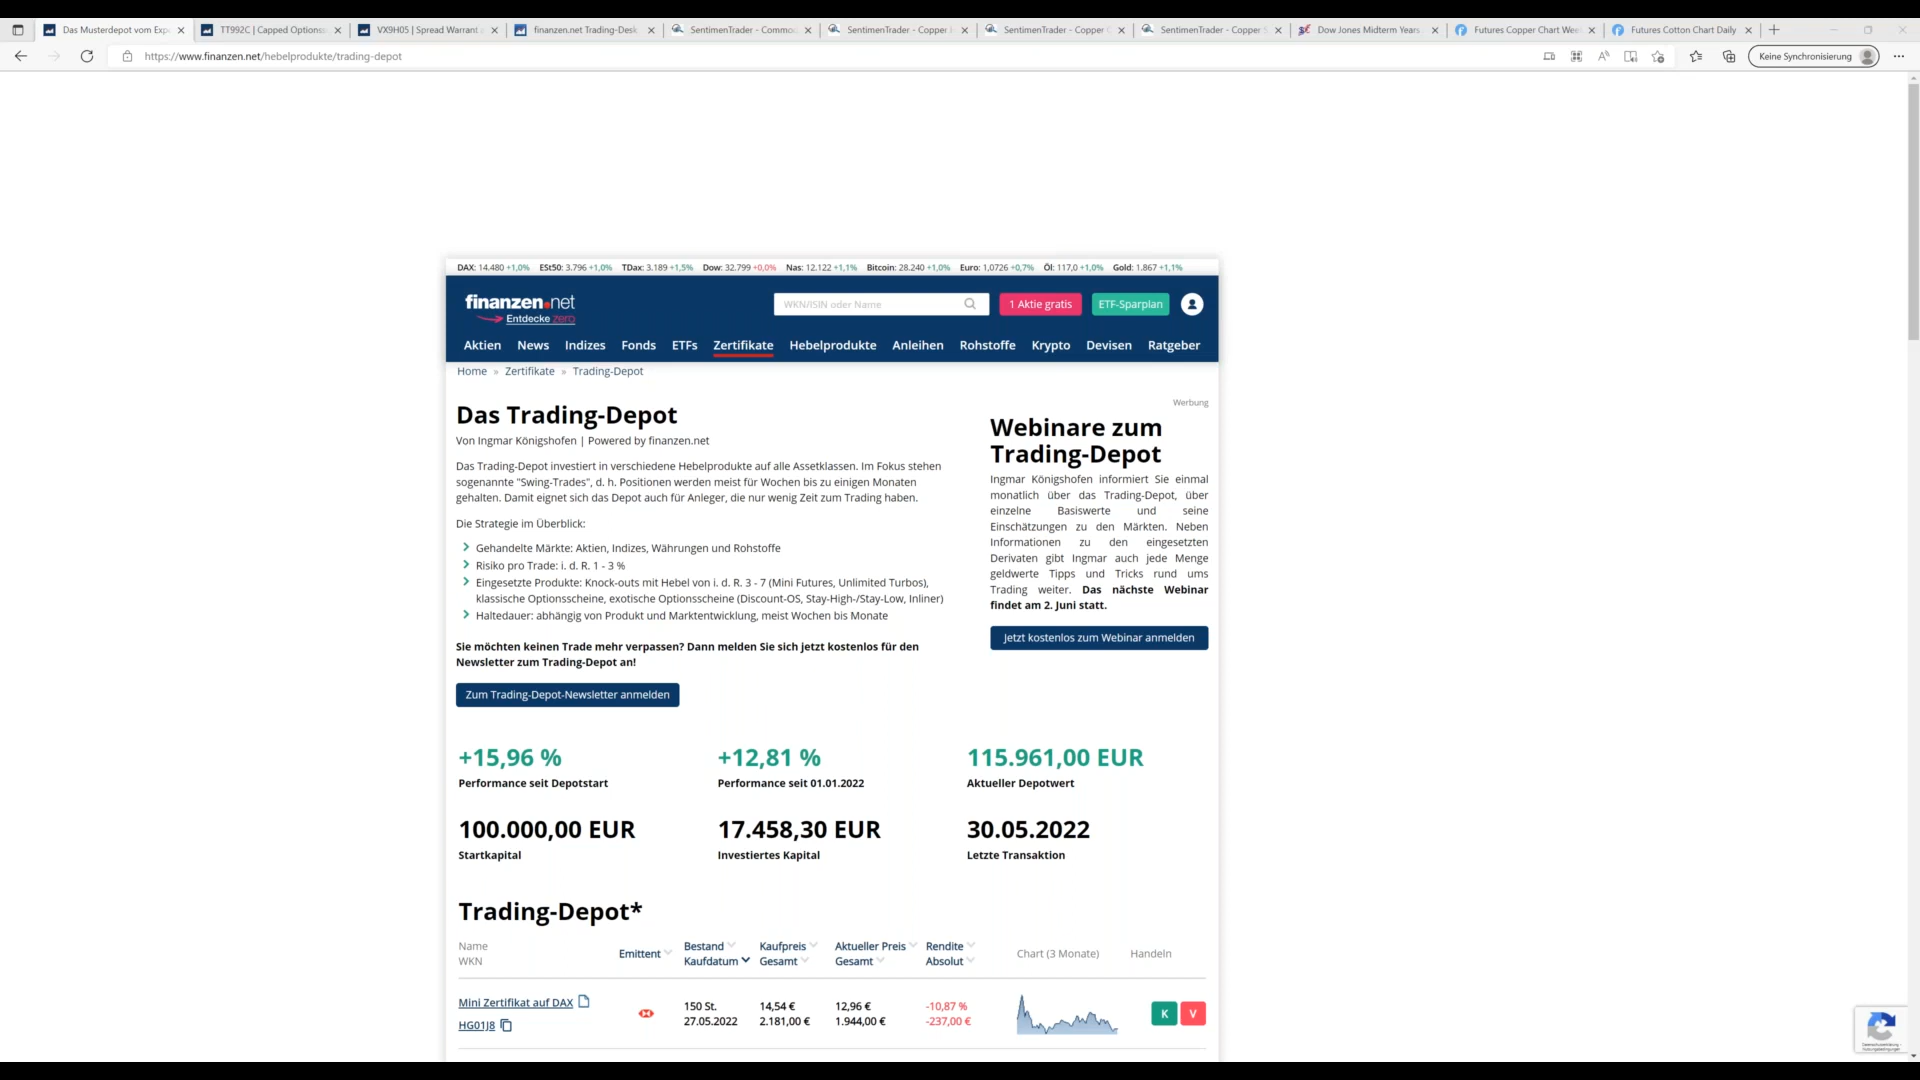 Das Musterdepot vom Exp
TT992C | Capped Options
VX9H05 | Spread Warrant
finanzen.net Trading-Desk
SentimenTrader - Commo
SentimenTrader - Copper
SentimenTrader - Copper
SentimenTrader - Copper
Dow Jones Midterm Years
Futures Copper Chart Wee
Futures Cotton Chart Daily
https://www.finanzen.net/hebelprodukte/trading-depot
Keine Synchronisierung
DAX: 14.480 +1,0% ESt50: 3.796 +1,0% TDax: 3.189 +1,5% Dow: 32.799 +0,0% Nas: 12.122 +1,1% Bitcoin: 28.240 +1,0% Euro: 1,0726 +0,7% Öl: 117,0 +1,0% Gold: 1.867 +1,1%
finanzen.net
Entdecke zero
WKN/ISIN oder Name
1 Aktie gratis
ETF-Sparplan
Aktien News Indizes Fonds ETFs Zertifikate Hebelprodukte Anleihen Rohstoffe Krypto Devisen Ratgeber
Home » Zertifikate » Trading-Depot
Das Trading-Depot
Von Ingmar Königshofen | Powered by finanzen.net
Das Trading-Depot investiert in verschiedene Hebelprodukte auf alle Assetklassen. Im Fokus stehen
sogenannte "Swing-Trades", d. h. Positionen werden meist für Wochen bis zu einigen Monaten
gehalten. Damit eignet sich das Depot auch für Anleger, die nur wenig Zeit zum Trading haben.
Die Strategie im Überblick:
Gehandelte Märkte: Aktien, Indizes, Währungen und Rohstoffe
Risiko pro Trade: i. d. R. 1 - 3 %
Eingesetzte Produkte: Knock-outs mit Hebel von i. d. R. 3 - 7 (Mini Futures, Unlimited Turbos),
klassische Optionsscheine, exotische Optionsscheine (Discount-OS, Stay-High-/Stay-Low, Inliner)
Haltedauer: abhängig von Produkt und Marktentwicklung, meist Wochen bis Monate
Sie möchten keinen Trade mehr verpassen? Dann melden Sie sich jetzt kostenlos für den
Newsletter zum Trading-Depot an!
Zum Trading-Depot-Newsletter anmelden
Werbung
Webinare zum
Trading-Depot
Ingmar Königshofen informiert Sie einmal
monatlich über das Trading-Depot, über
einzelne Basiswerte und seine
Einschätzungen zu den Märkten. Neben
Informationen zu den eingesetzten
Derivaten gibt Ingmar auch jede Menge
geldwerte Tipps und Tricks rund ums
Trading weiter. Das nächste Webinar
findet am 2. Juni statt.
Jetzt kostenlos zum Webinar anmelden
+15,96 %
Performance seit Depotstart
+12,81 %
Performance seit 01.01.2022
115.961,00 EUR
Aktueller Depotwert
100.000,00 EUR
Startkapital
17.458,30 EUR
Investiertes Kapital
30.05.2022
Letzte Transaktion
Trading-Depot*
Name
WKN
Emittent
Bestand
Kaufdatum
Kaufpreis
Gesamt
Aktueller Preis
Gesamt
Rendite
Absolut
Chart (3 Monate)
Handeln
Mini Zertifikat auf DAX
HG01J8
150 St.
27.05.2022
14,54 €
2.181,00 €
12,96 €
1.944,00 €
-10,87 %
-237,00 €
K
V